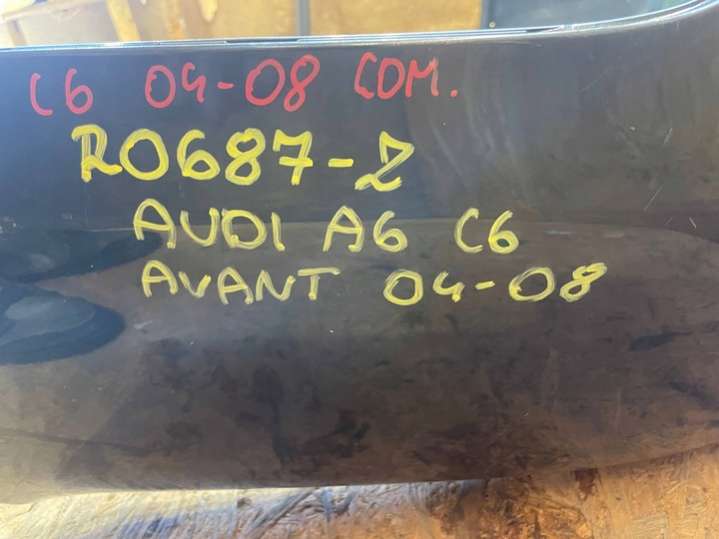 C6 04-08 COM.
R0687-Z
AUDI A6 C6
AVANT 04-08